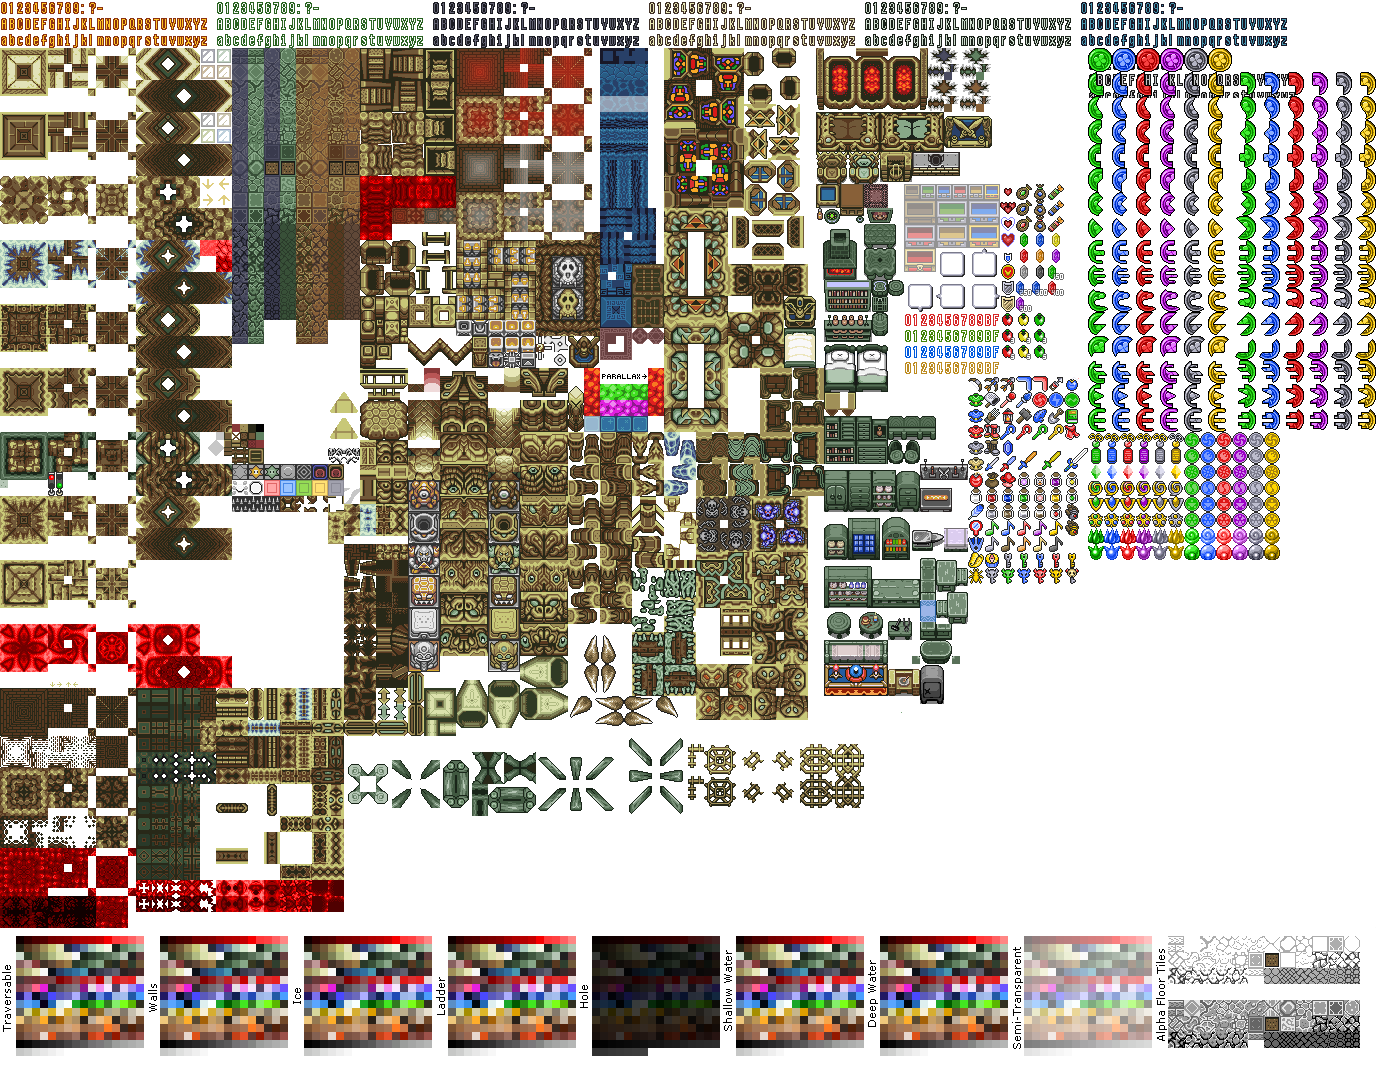 0123456789:?- 0123456789:?- 0123456789:?- 0123456789:?- 0123456789:?- 0123456789:?-
ABCDEFGHIJKLMNOPQRSTUVWXYZ ABCDEFGHIJKLMNOPQRSTUVWXYZ ABCDEFGHIJKLMNOPQRSTUVWXYZ ABCDEFGHIJKLMNOPQRSTUVWXYZ ABCDEFGHIJKLMNOPQRSTUVWXYZ ABCDEFGHIJKLMNOPQRSTUVWXYZ
abcdefghijklmnopqrstuvwxyz abcdefghijklmnopqrstuvwxyz abcdefghijklmnopqrstuvwxyz abcdefghijklmnopqrstuvwxyz abcdefghijklmnopqrstuvwxyz abcdefghijklmnopqrstuvwxyz
0123456789BF
0123456789BF
0123456789BF
0123456789BF
PARALLAX→
Traversable
Walls
Ice
Ladder
Hole
Shallow Water
Deep Water
Semi-Transparent
Alpha Floor Tiles